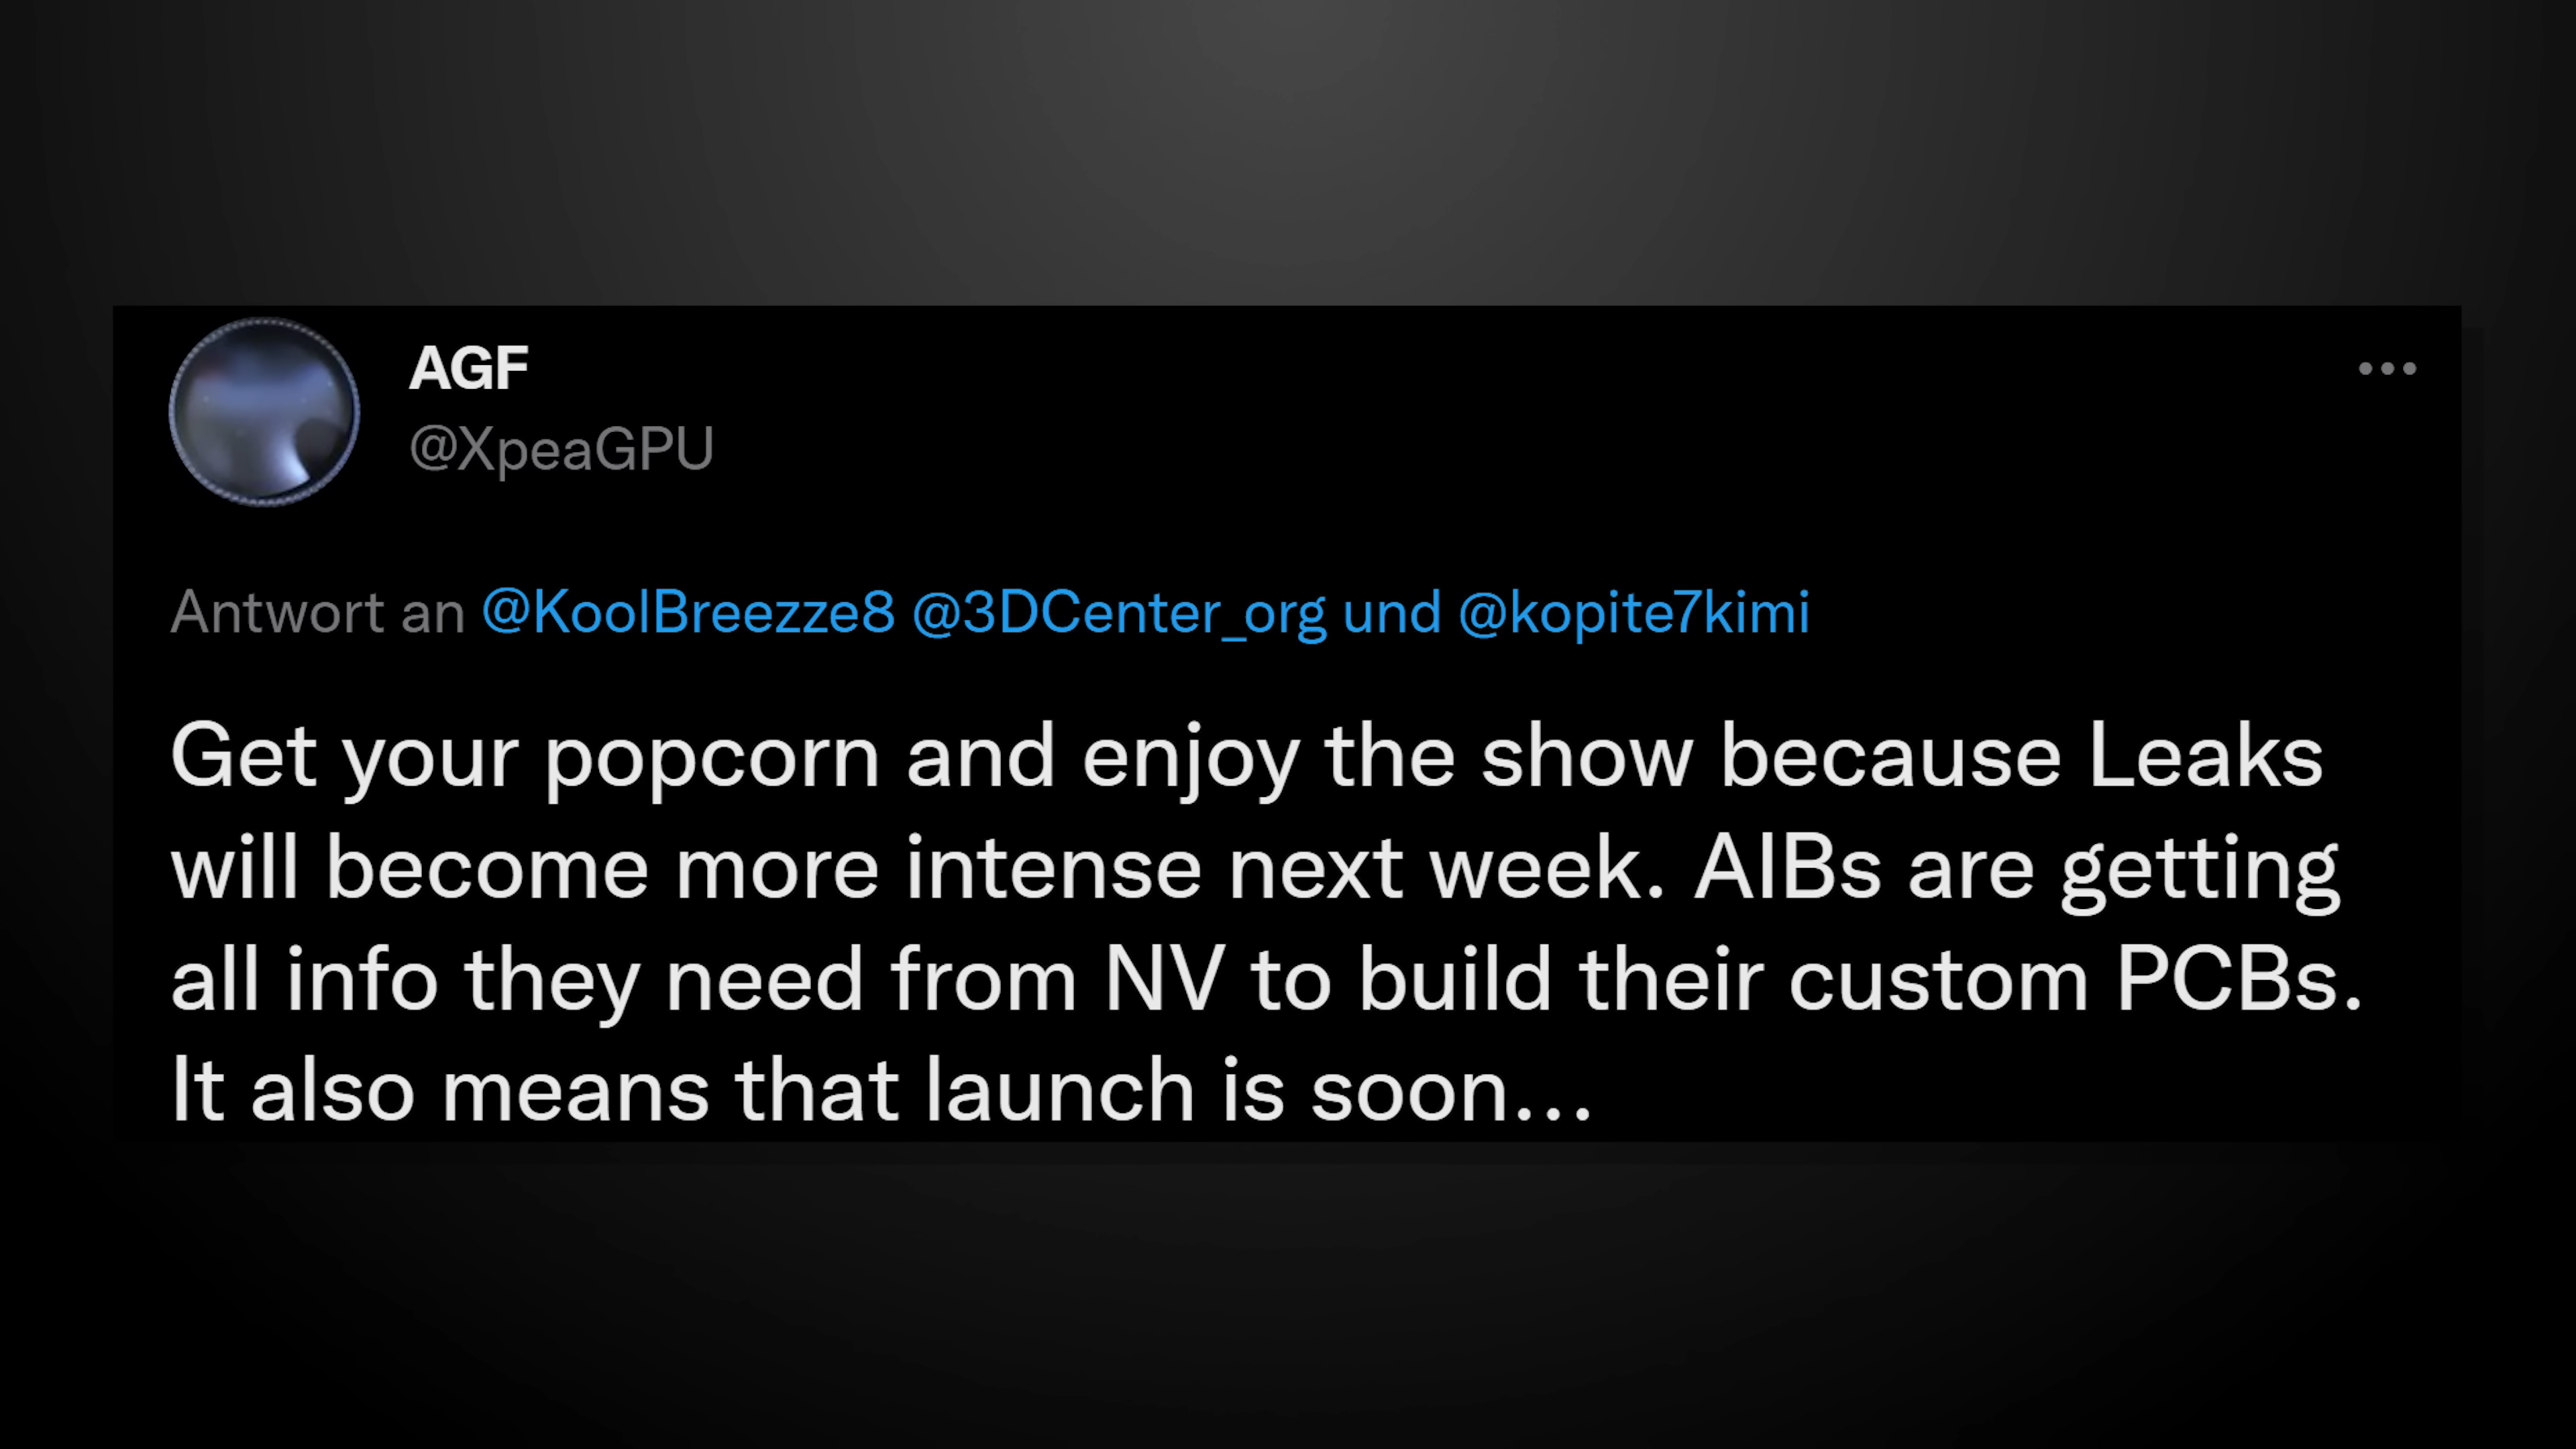 AGF
@XpeaGPU
Antwort an @KoolBreezze8 @3DCenter_org und @kopite7kimi
Get your popcorn and enjoy the show because Leaks
will become more intense next week. AIBs are getting
all info they need from NV to build their custom PCBs.
It also means that launch is soon...